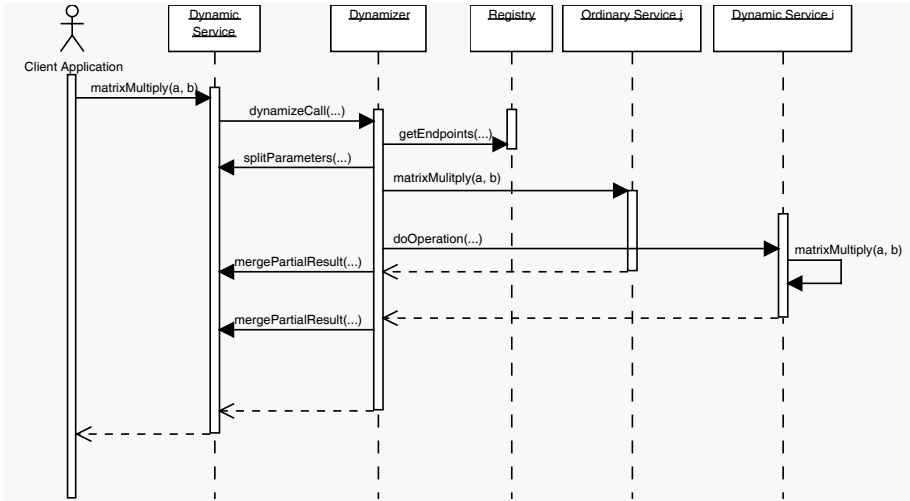 Dynamic
Service
Dynamizer
Registry
Ordinary Service j
Dynamic Service i
Client Application
matrixMultiply(a, b)
dynamizeCall(...)
getEndpoints(...)
splitParameters(...)
matrixMulitply(a, b)
doOperation(...)
matrixMultiply(a, b)
mergePartialResult(...)
mergePartialResult(...)